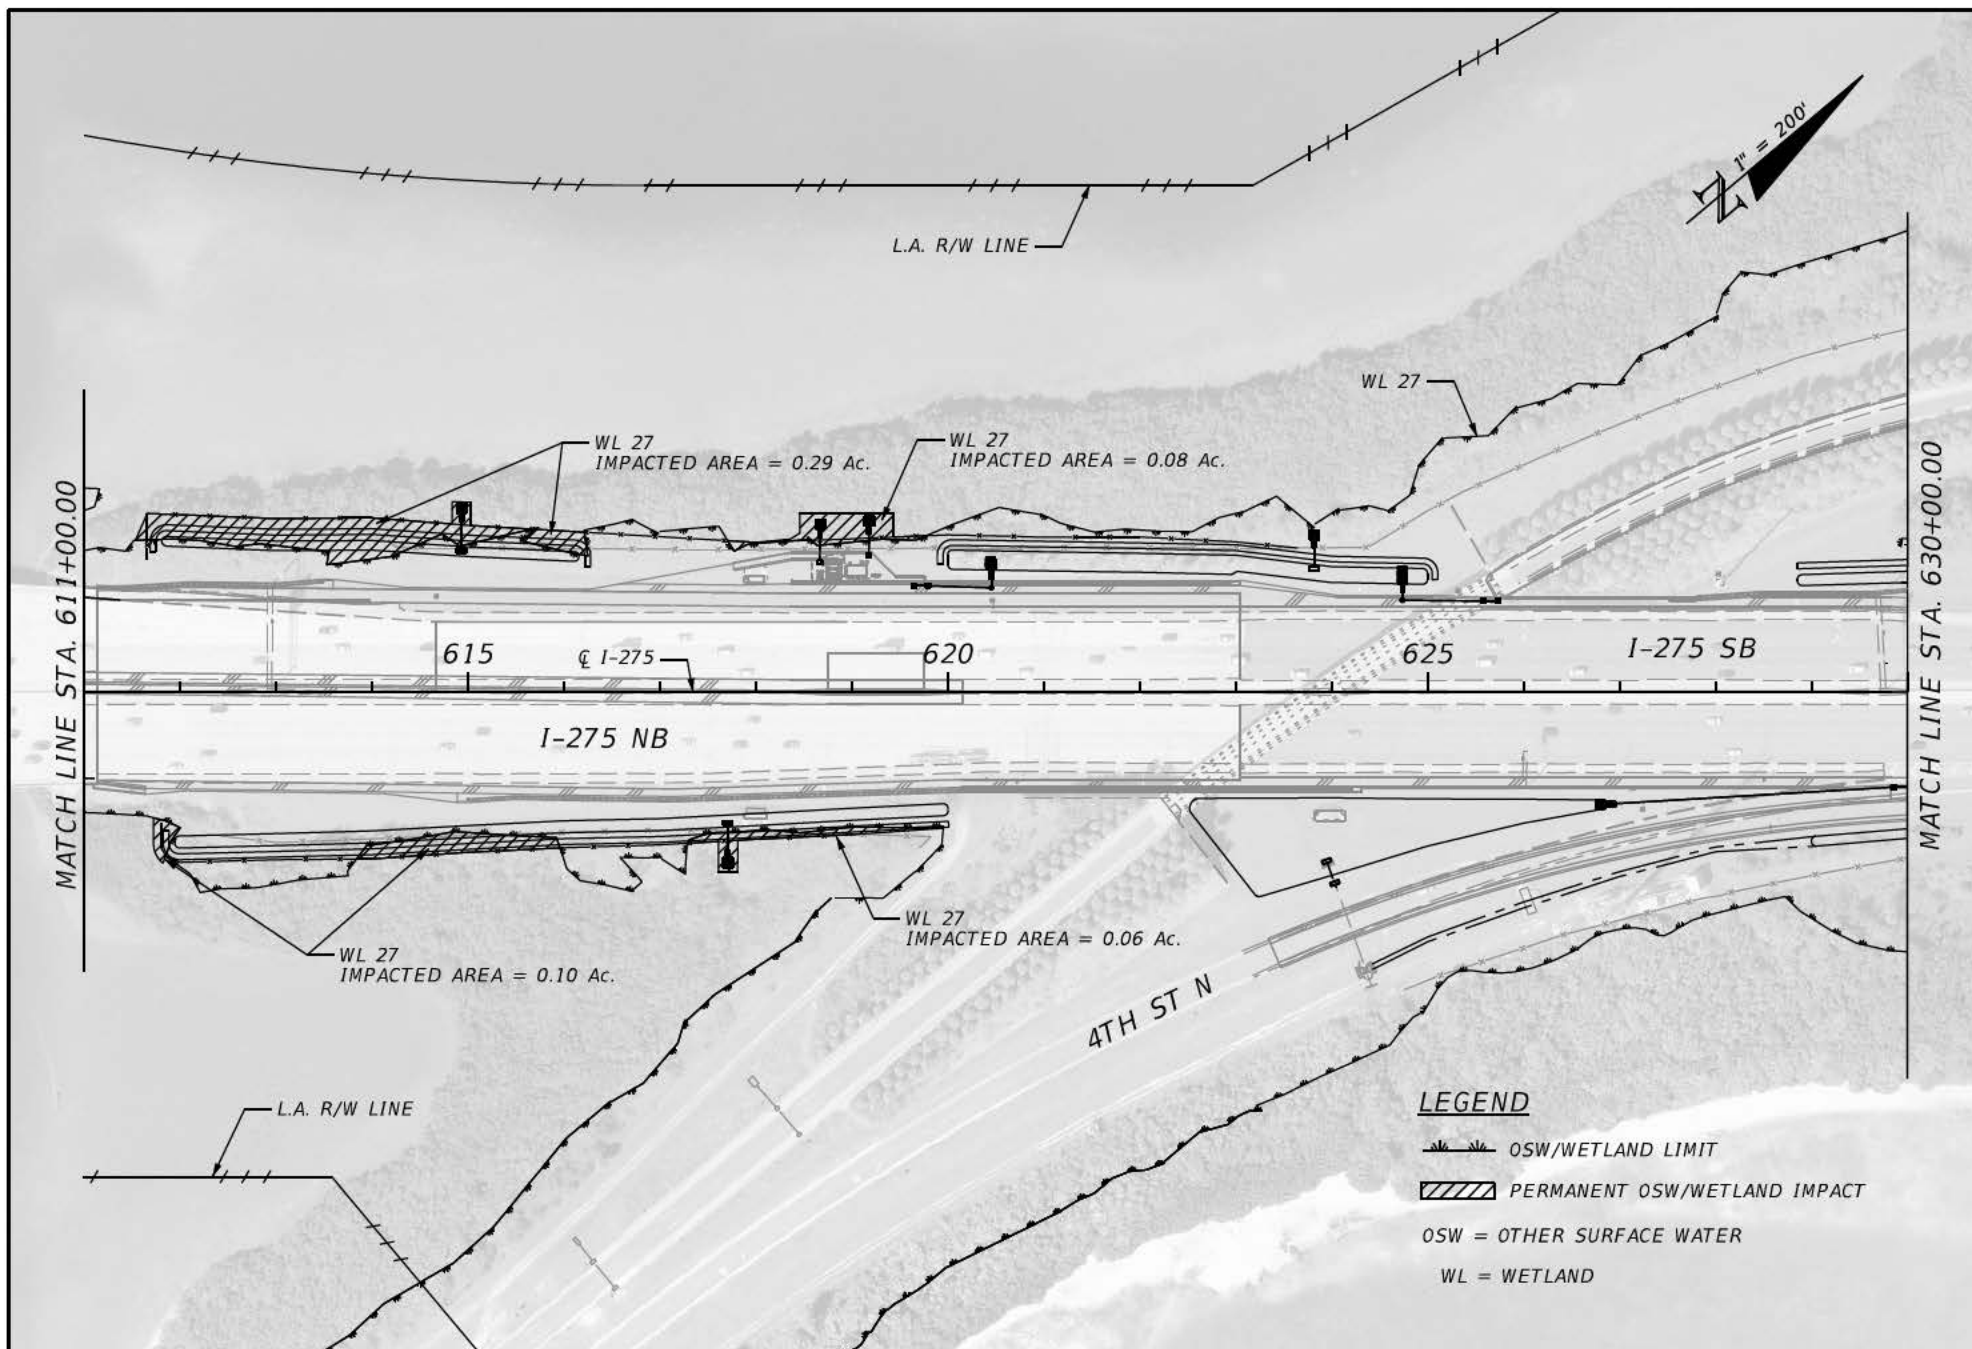 1" = 200'
N
L.A. R/W LINE
WL 27
WL 27
IMPACTED AREA = 0.29 Ac.
WL 27
IMPACTED AREA = 0.08 Ac.
MATCH LINE STA. 611+00.00
MATCH LINE STA. 630+00.00
615
℄ I-275
620
625
I-275 SB
I-275 NB
WL 27
IMPACTED AREA = 0.06 Ac.
WL 27
IMPACTED AREA = 0.10 Ac.
4TH ST N
L.A. R/W LINE
LEGEND
OSW/WETLAND LIMIT
PERMANENT OSW/WETLAND IMPACT
OSW = OTHER SURFACE WATER
WL = WETLAND